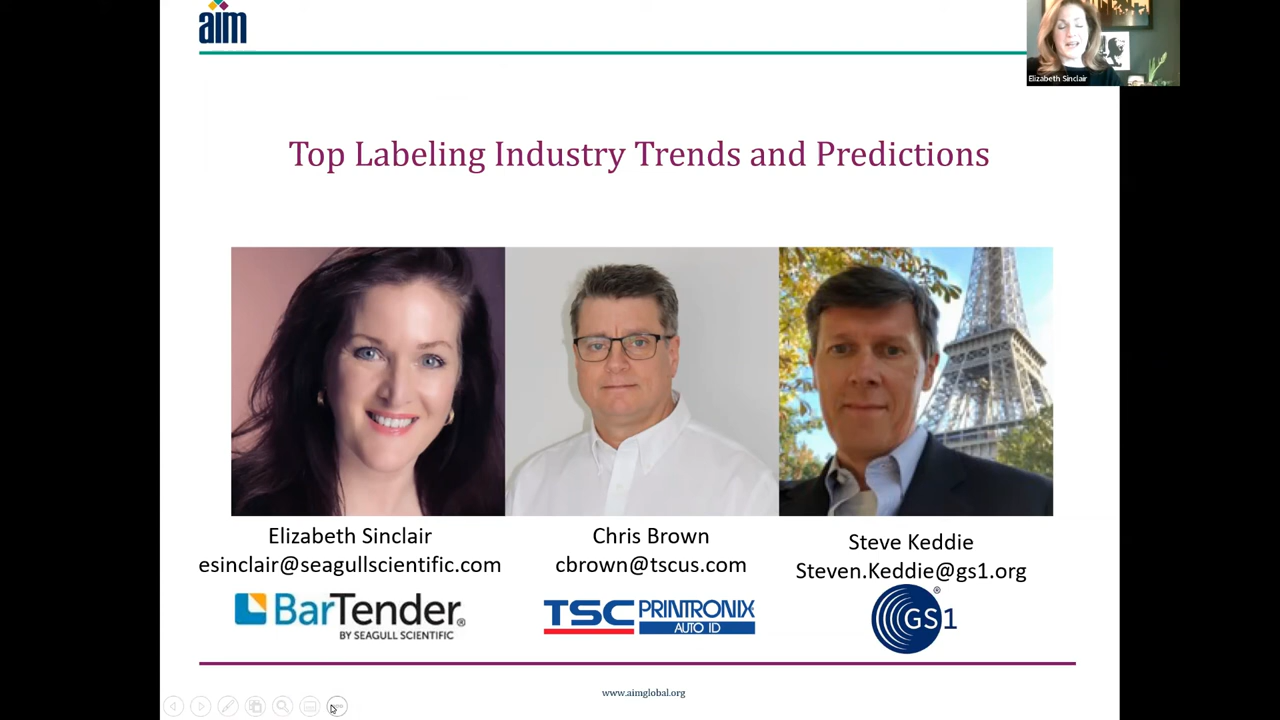 aim
Elizabeth Sinclair
Top Labeling Industry Trends and Predictions
Elizabeth Sinclair
esinclair@seagullscientific.com
BarTender®
BY SEAGULL SCIENTIFIC
Chris Brown
cbrown@tscus.com
TSC PRINTRONIX
AUTO ID
Steve Keddie
Steven.Keddie@gs1.org
GS1®
www.aimglobal.org